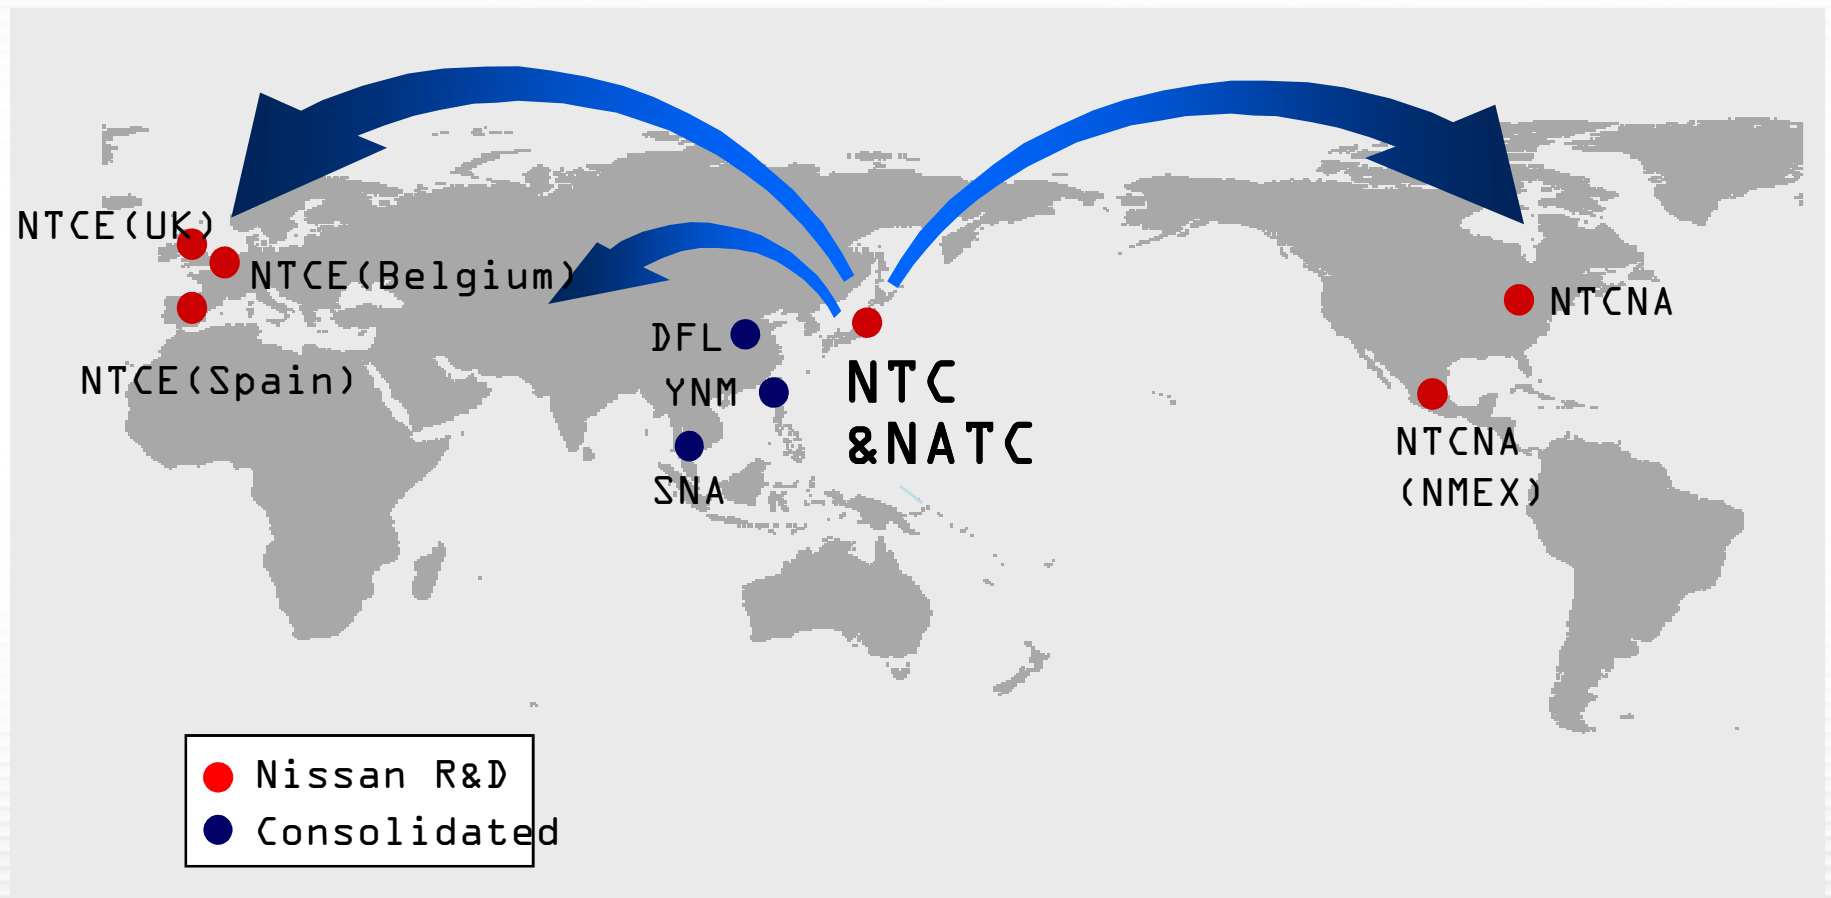 NTCE(UK)
NTCE(Belgium)
NTCE(Spain)
DFL
YNM
SNA
NTC
&NATC
NTCNA
NTCNA
(NMEX)
Nissan R&D
Consolidated